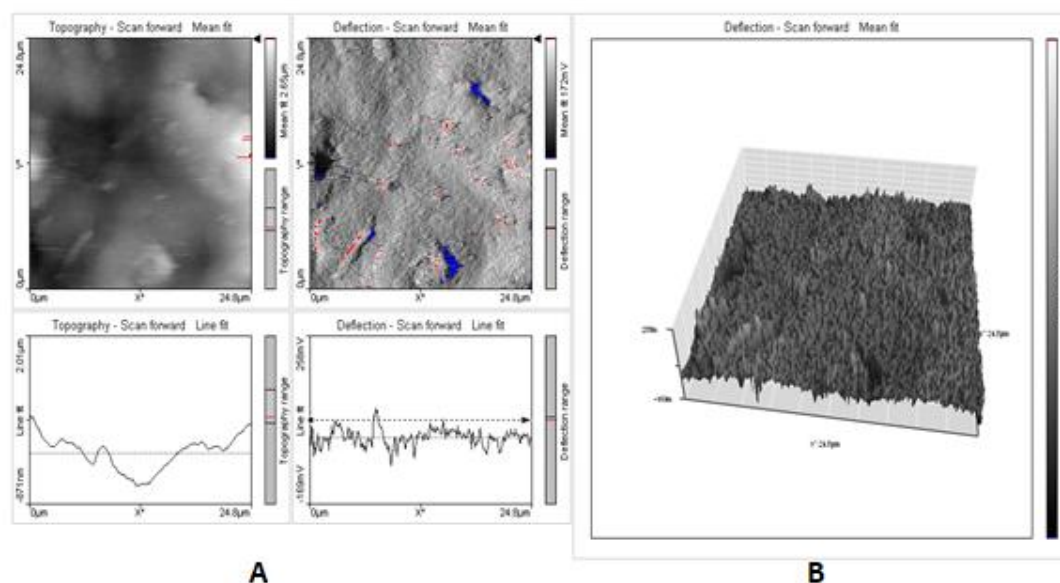 Topography - Scan forward Mean fit
24.8µm
Y*
0µm
0µm
X*
24.8µm
Mean fit 2.65µm
Topography range
Deflection - Scan forward Mean fit
24.8µm
Y*
0µm
0µm
X*
24.8µm
Mean fit 172mV
Deflection range
Topography - Scan forward Line fit
2.01µm
Line fit
-871nm
0µm
X*
24.8µm
Topography range
Deflection - Scan forward Line fit
258mV
Line fit
-169mV
0µm
X*
24.8µm
Deflection range
Deflection - Scan forward Mean fit
A
B